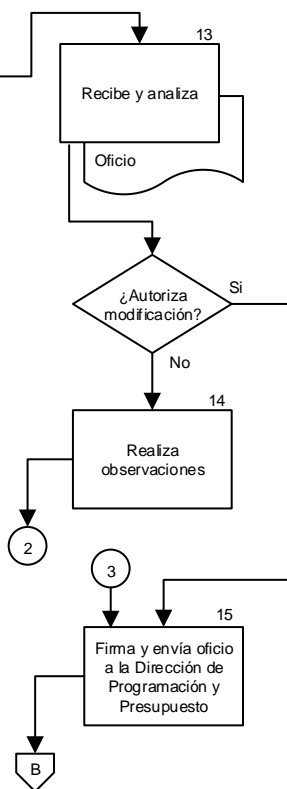 13
Recibe y analiza
Oficio
¿Autoriza
modificación?
Si
No
14
Realiza
observaciones
2
3
15
Firma y envía oficio
a la Dirección de
Programación y
Presupuesto
B